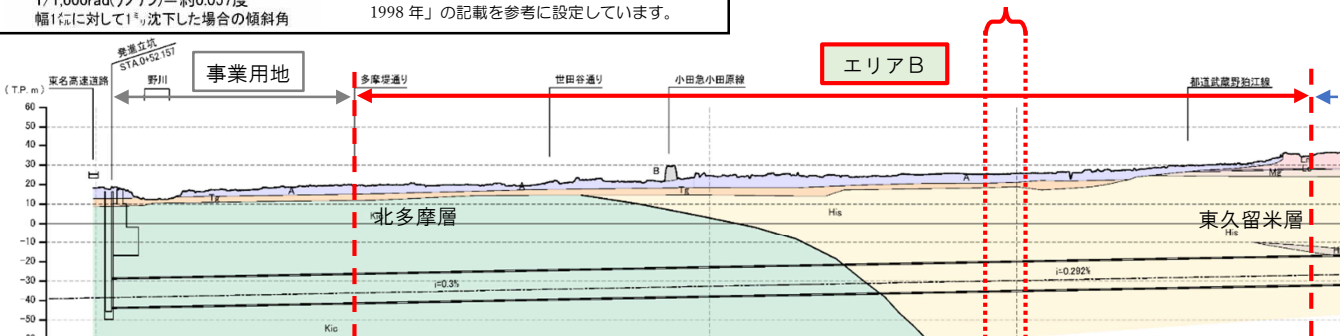 1/1,000rad(ラジアン)=約0.057度
幅1㍍に対して1㍉沈下した場合の傾斜角
1998 年」の記載を参考に設定しています。
発進立坑
STA.0+52.157
東名高速道路
野川
事業用地
多摩堤通り
世田谷通り
小田急小田原線
エリアB
都道武蔵野狛江線
(T.P. m)
60
50
40
30
20
10
0
-10
-20
-30
-40
-50
B
A
A
A
Tg
Tg
Lc
Mg
北多摩層
His
東久留米層
His
i=0.3%
i=0.292%
Kic